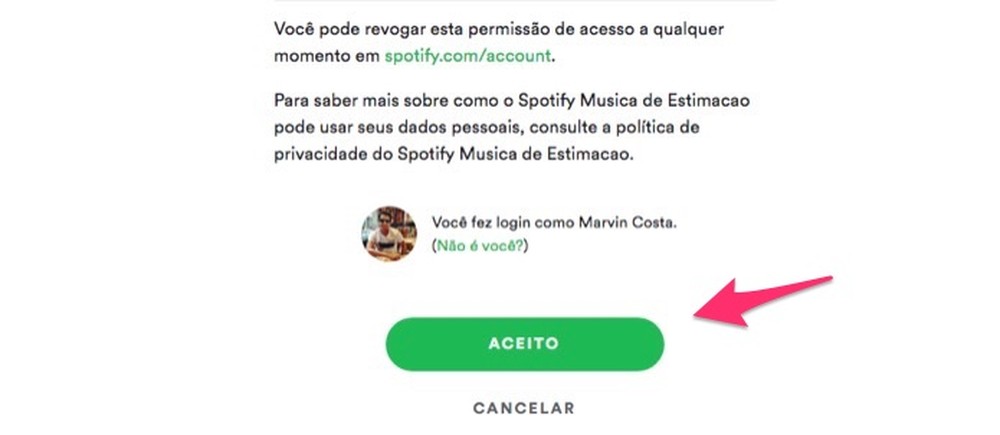 Você pode revogar esta permissão de acesso a qualquer
momento em spotify.com/account.
Para saber mais sobre como o Spotify Musica de Estimacao
pode usar seus dados pessoais, consulte a política de
privacidade do Spotify Musica de Estimacao.
Você fez login como Marvin Costa.
(Não é você?)
ACEITO
CANCELAR